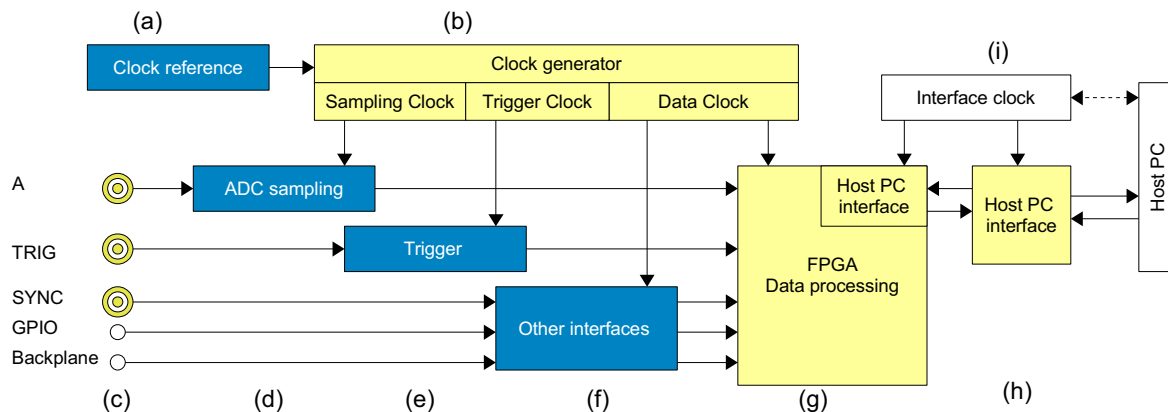 (a)
(b)
Clock reference
Clock generator
Sampling Clock
Trigger Clock
Data Clock
(i)
Interface clock
Host PC
A
ADC sampling
Host PC
interface
Host PC
interface
TRIG
Trigger
FPGA
Data processing
SYNC
GPIO
Backplane
Other interfaces
(c)
(d)
(e)
(f)
(g)
(h)